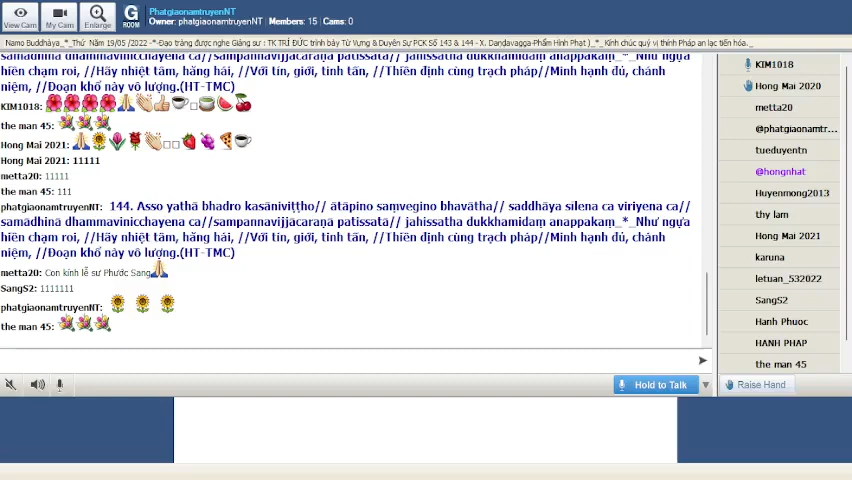 View Cam
My Cam
Enlarge
G ROOM
PhatgiaonamtruyenNT
Owner: phatgiaonamtruyenNT | Members: 15 | Cams: 0
Namo Buddhàya_*_Thứ Năm 19/05 /2022 -*-Đạo tràng được nghe Giảng sư : TK TRÍ ĐỨC trình bày Từ Vựng & Duyên Sự PCK Số 143 & 144 - X. Daṇḍavagga-Phẩm Hình Phạt )_*_ Kính chúc quý vị thính Pháp an lạc tiến hóa._
samādhinā dhammavinicchayena ca//sampannavijjācaraṇā patissatā// jahissatha dukkhamidaṃ anappakaṃ_*_Như ngựa
hiền chạm roi, //Hãy nhiệt tâm, hăng hái, //Với tín, giới, tinh tấn, //Thiền định cùng trạch pháp//Minh hạnh đủ, chánh
niệm, //Đoạn khổ này vô lượng.(HT-TMC)
KIM1018:
the man 45:
Hong Mai 2021:
Hong Mai 2021: 11111
metta20: 11111
the man 45: 111
phatgiaonamtruyenNT: 144. Asso yathā bhadro kasāniviṭṭho// ātāpino saṃvegino bhavātha// saddhāya sīlena ca vīriyena ca//
samādhinā dhammavinicchayena ca//sampannavijjācaraṇā patissatā// jahissatha dukkhamidaṃ anappakaṃ_*_Như ngựa
hiền chạm roi, //Hãy nhiệt tâm, hăng hái, //Với tín, giới, tinh tấn, //Thiền định cùng trạch pháp//Minh hạnh đủ, chánh
niệm, //Đoạn khổ này vô lượng.(HT-TMC)
metta20: Con kính lễ sư Phước Sang
SangS2: 1111111
phatgiaonamtruyenNT:
the man 45:
Hold to Talk
KIM1018
Hong Mai 2020
metta20
@phatgiaonamtr...
tueduyentn
@hongnhat
Huyenmong2013
thy lam
Hong Mai 2021
karuna
letuan_532022
SangS2
Hanh Phuoc
HANH PHAP
the man 45
Raise Hand